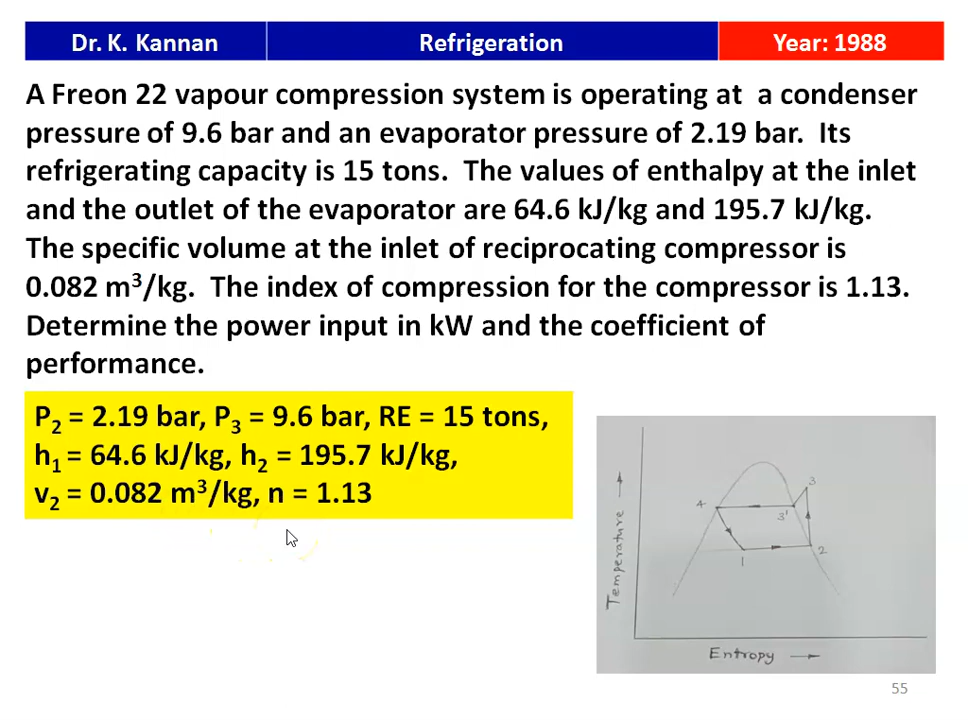 Dr. K. Kannan
Refrigeration
Year: 1988
A Freon 22 vapour compression system is operating at a condenser
pressure of 9.6 bar and an evaporator pressure of 2.19 bar. Its
refrigerating capacity is 15 tons. The values of enthalpy at the inlet
and the outlet of the evaporator are 64.6 kJ/kg and 195.7 kJ/kg.
The specific volume at the inlet of reciprocating compressor is
0.082 m³/kg. The index of compression for the compressor is 1.13.
Determine the power input in kW and the coefficient of
performance.
P₂ = 2.19 bar, P₃ = 9.6 bar, RE = 15 tons,
h₁ = 64.6 kJ/kg, h₂ = 195.7 kJ/kg,
v₂ = 0.082 m³/kg, n = 1.13
Temperature
4
3
3'
1
2
Entropy
55